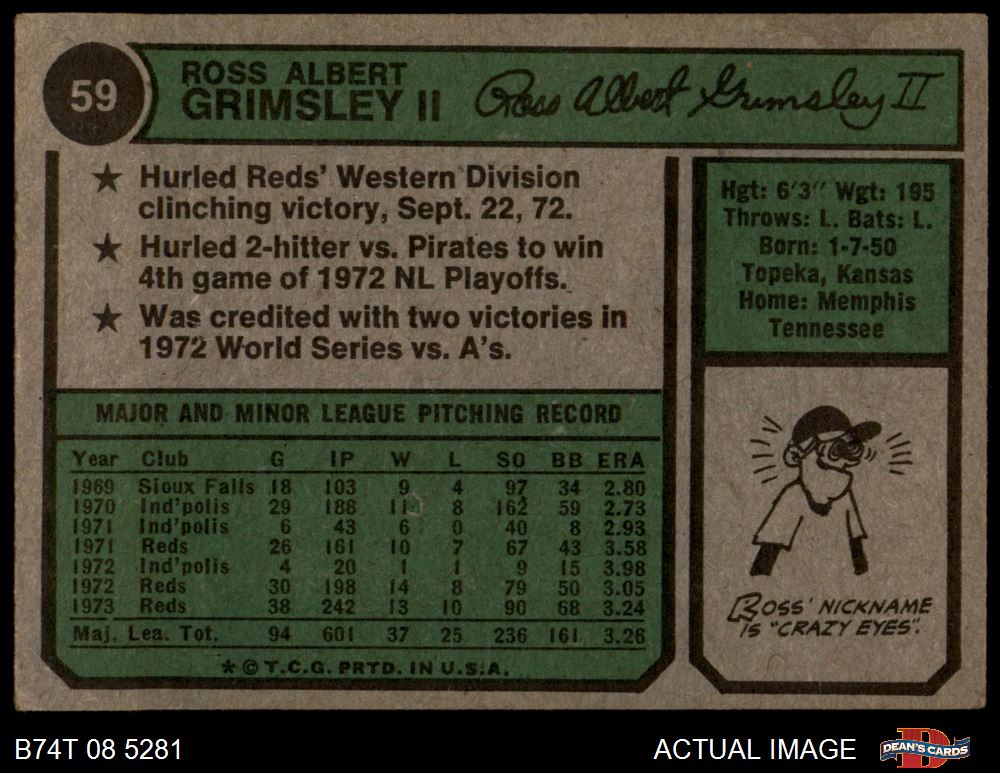 59
ROSS ALBERT
GRIMSLEY II
Ross Albert Grimsley II
★ Hurled Reds' Western Division
clinching victory, Sept. 22, 72.
★ Hurled 2-hitter vs. Pirates to win
4th game of 1972 NL Playoffs.
★ Was credited with two victories in
1972 World Series vs. A's.
Hgt: 6'3" Wgt: 195
Throws: L. Bats: L.
Born: 1-7-50
Topeka, Kansas
Home: Memphis
Tennessee
MAJOR AND MINOR LEAGUE PITCHING RECORD
Year Club G IP W L SO BB ERA
1969 Sioux Falls 18 103 9 4 97 34 2.80
1970 Ind'polis 29 188 11 8 162 59 2.73
1971 Ind'polis 6 43 6 0 40 8 2.93
1971 Reds 26 161 10 7 67 43 3.58
1972 Ind'polis 4 20 1 1 9 15 3.98
1972 Reds 30 198 14 8 79 50 3.05
1973 Reds 38 242 13 10 90 68 3.24
Maj. Lea. Tot. 94 601 37 25 236 161 3.26
* © T.C.G. PRTD. IN U.S.A.
ROSS' NICKNAME
IS "CRAZY EYES".
B74T 08 5281
ACTUAL IMAGE
DEAN'S CARDS